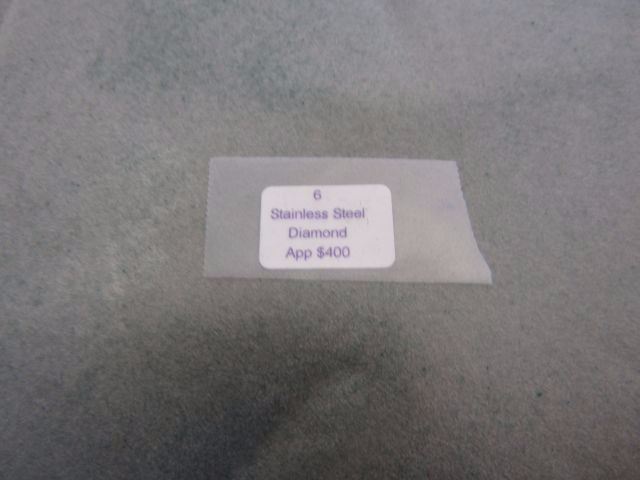 6
Stainless Steel
Diamond
App $400